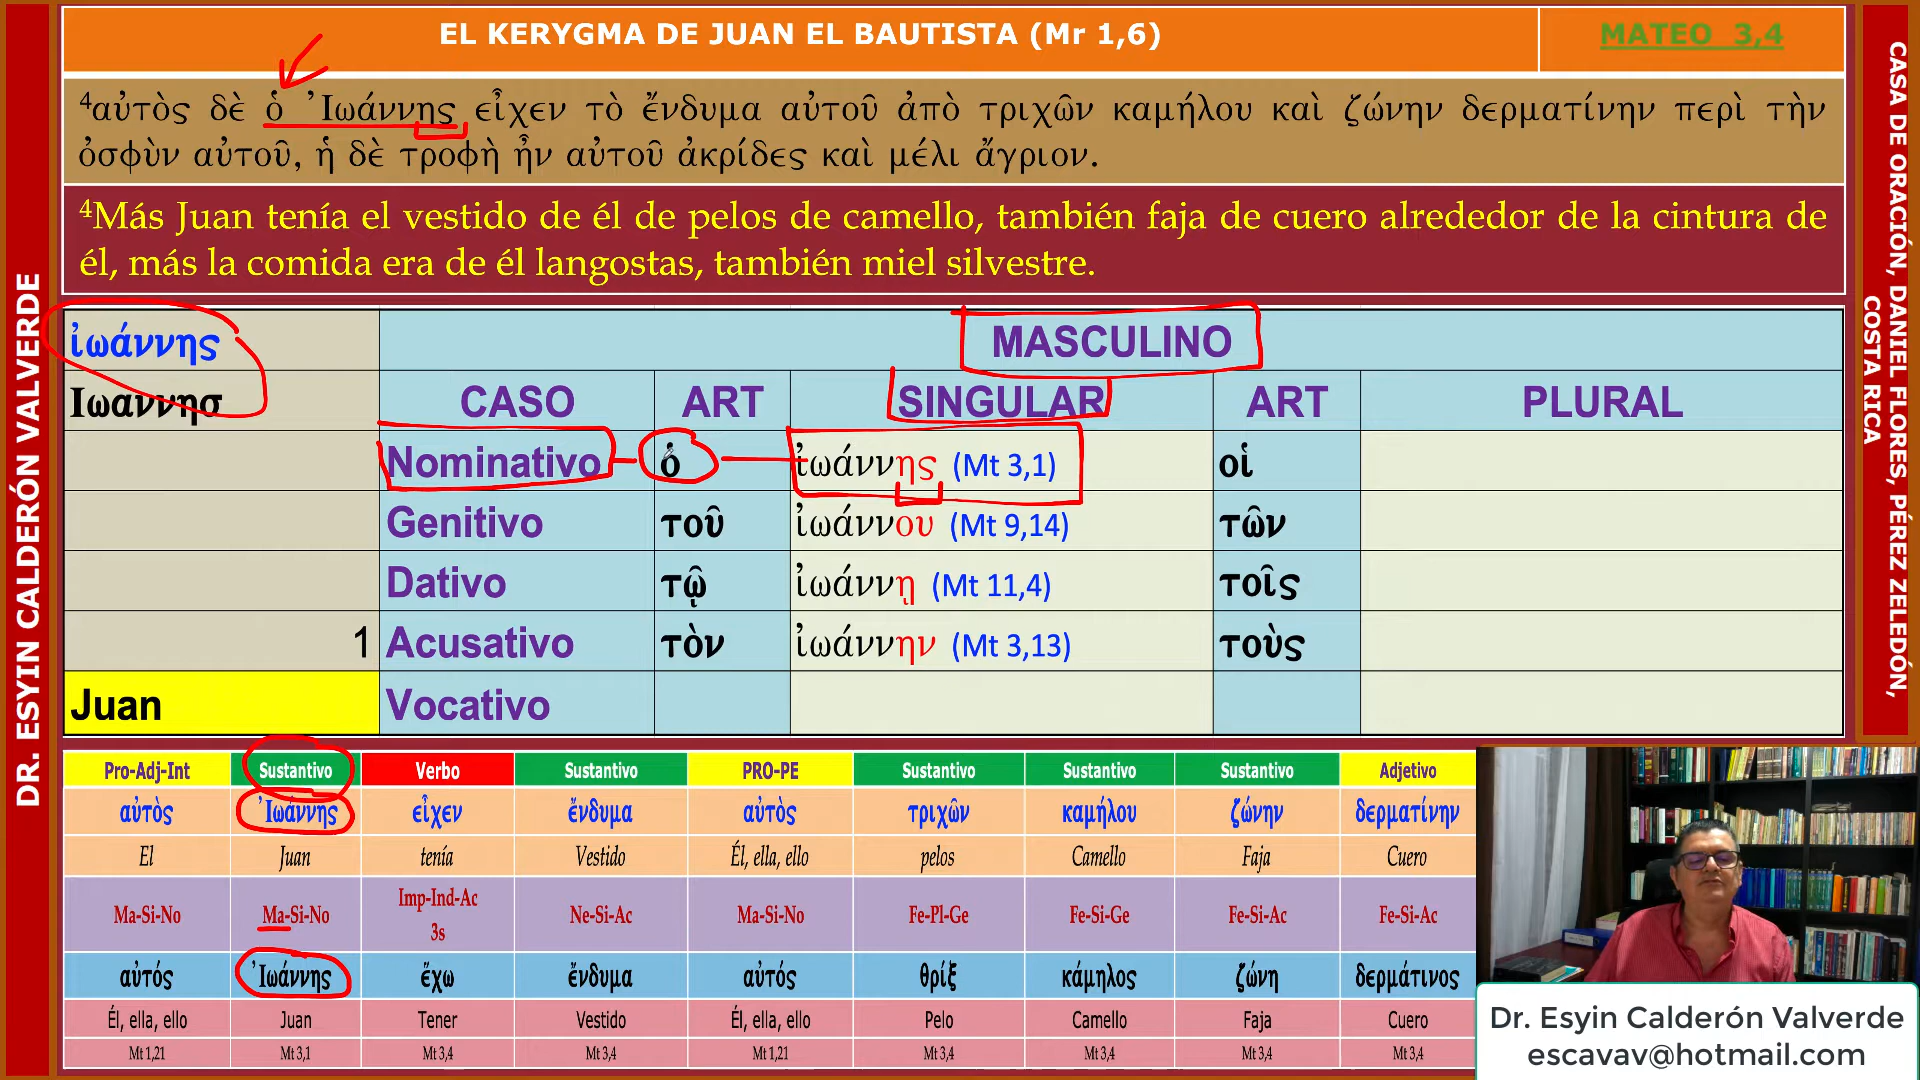 EL KERYGMA DE JUAN EL BAUTISTA (Mr 1,6)
MATEO 3,4
⁴αὐτὸς δὲ ὁ Ἰωάννης εἶχεν τὸ ἔνδυμα αὐτοῦ ἀπὸ τριχῶν καμήλου καὶ ζώνην δερματίνην περὶ τὴν
ὀσφὺν αὐτοῦ, ἡ δὲ τροφὴ ἦν αὐτοῦ ἀκρίδες καὶ μέλι ἄγριον.
⁴Más Juan tenía el vestido de él de pelos de camello, también faja de cuero alrededor de la cintura de
él, más la comida era de él langostas, también miel silvestre.
ἰωάννης MASCULINO
Ιωαννησ CASO ART SINGULAR ART PLURAL
Nominativo ὁ ἰωάννης (Mt 3,1) οἱ
Genitivo τοῦ ἰωάννου (Mt 9,14) τῶν
Dativo τῷ ἰωάννῃ (Mt 11,4) τοῖς
1 Acusativo τὸν ἰωάννην (Mt 3,13) τοὺς
Juan Vocativo
Pro-Adj-Int Sustantivo Verbo Sustantivo PRO-PE Sustantivo Sustantivo Sustantivo Adjetivo
αὐτὸς Ἰωάννης εἶχεν ἔνδυμα αὐτὸς τριχῶν καμήλου ζώνην δερματίνην
El Juan tenía Vestido Él, ella, ello pelos Camello Faja Cuero
Ma-Si-No Ma-Si-No Imp-Ind-Ac 3s Ne-Si-Ac Ma-Si-No Fe-Pl-Ge Fe-Si-Ge Fe-Si-Ac Fe-Si-Ac
αὐτός Ἰωάννης ἔχω ἔνδυμα αὐτός θρίξ κάμηλος ζώνη δερμάτινος
Él, ella, ello Juan Tener Vestido Él, ella, ello Pelo Camello Faja Cuero
Mt 1,21 Mt 3,1 Mt 3,4 Mt 3,4 Mt 1,21 Mt 3,4 Mt 3,4 Mt 3,4 Mt 3,4
DR. ESYIN CALDERÓN VALVERDE
CASA DE ORACIÓN, DANIEL FLORES, PÉREZ ZELEDÓN,
COSTA RICA
Dr. Esyin Calderón Valverde
escavav@hotmail.com